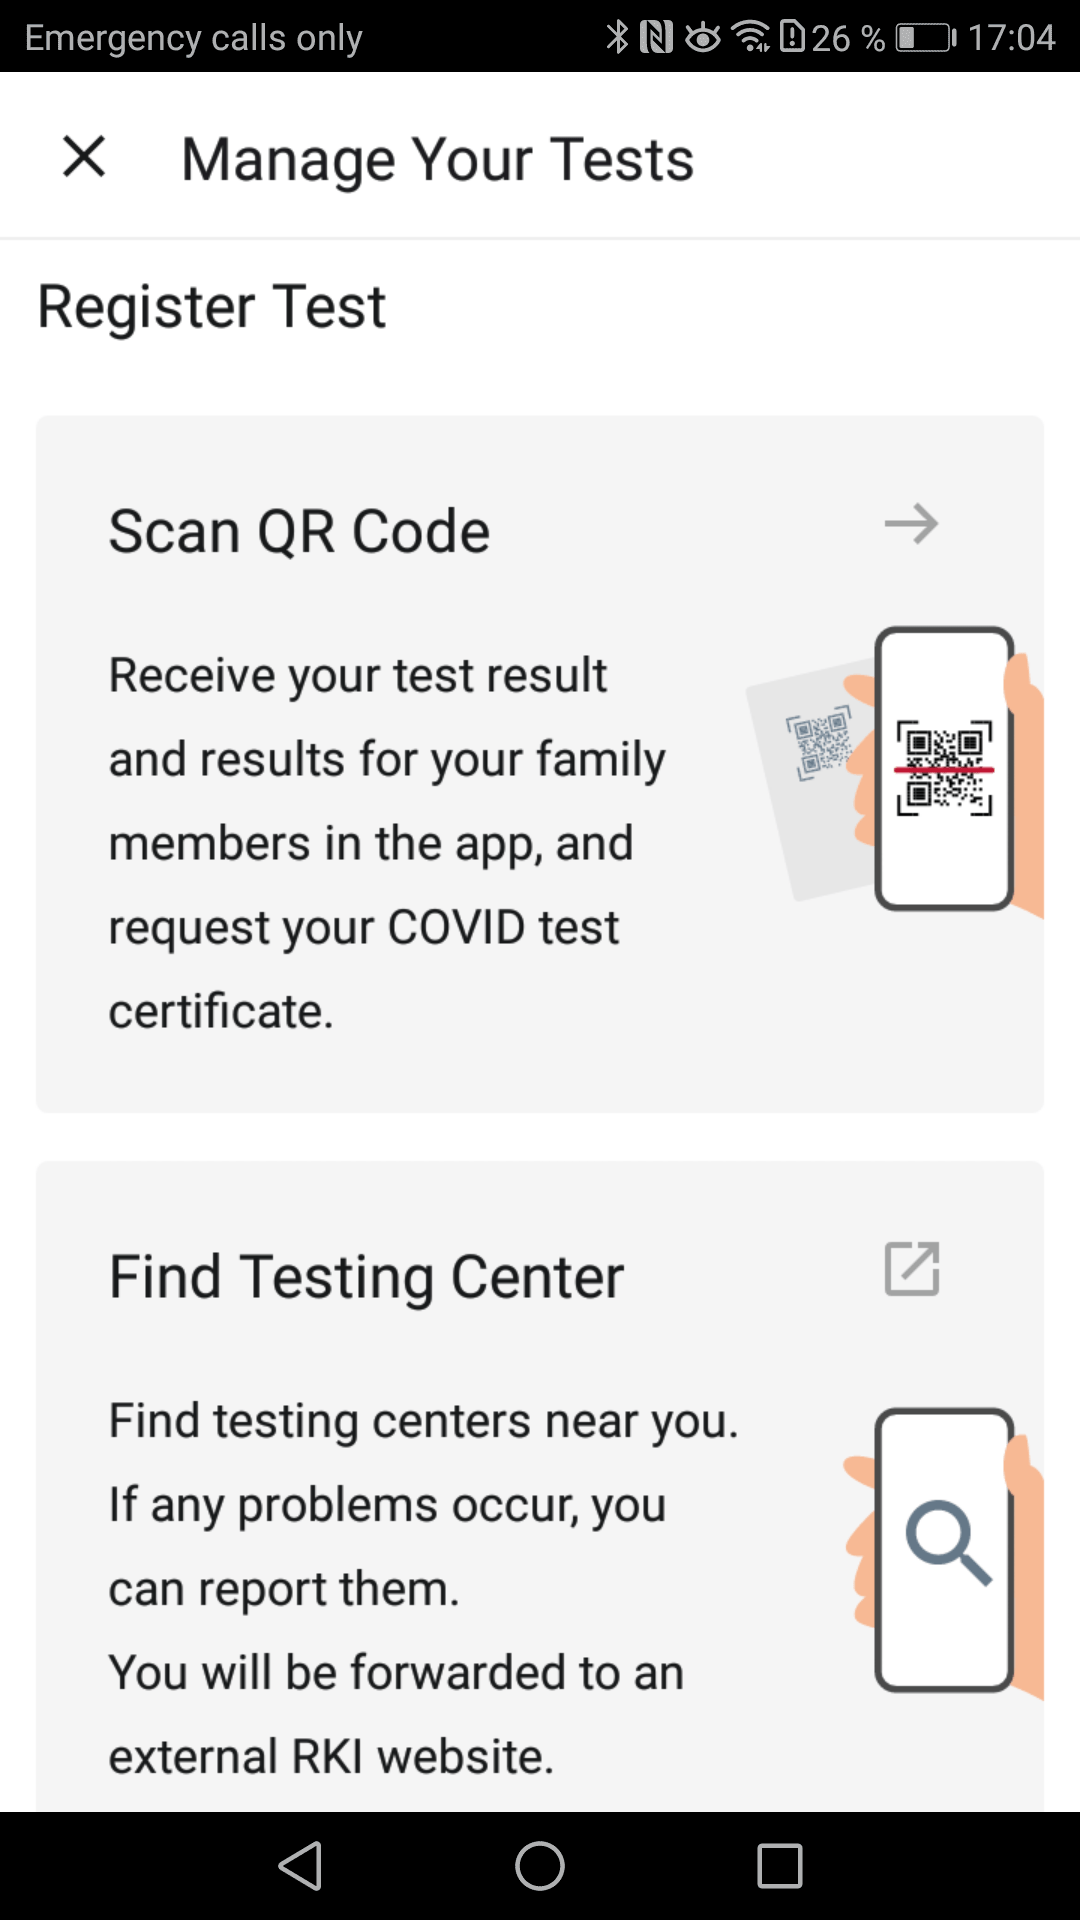 Emergency calls only 26 % 17:04
Manage Your Tests
Register Test
Scan QR Code
Receive your test result
and results for your family
members in the app, and
request your COVID test
certificate.
Find Testing Center
Find testing centers near you.
If any problems occur, you
can report them.
You will be forwarded to an
external RKI website.